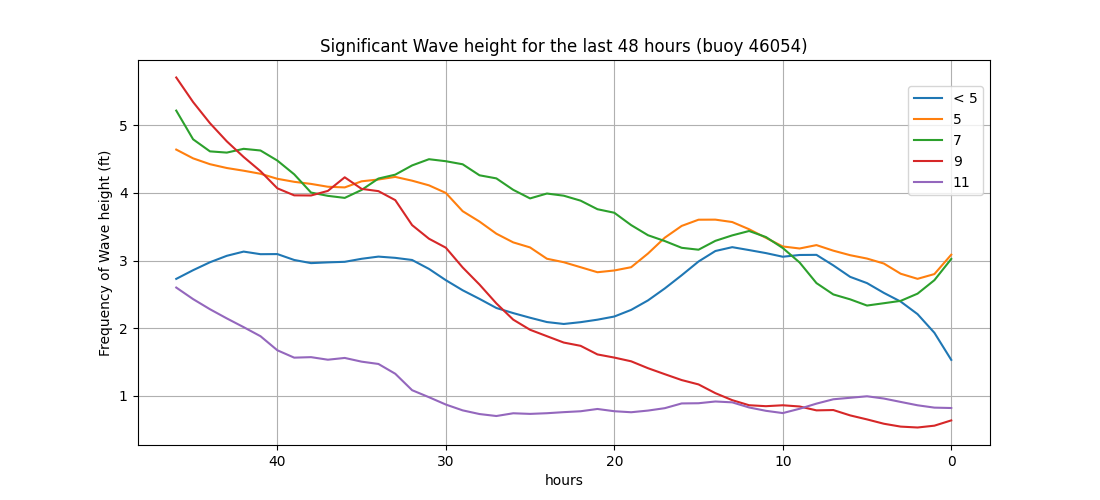 Significant Wave height for the last 48 hours (buoy 46054)
Frequency of Wave height (ft)
5
4
3
2
1
< 5
5
7
9
11
40 30 20 10 0
hours